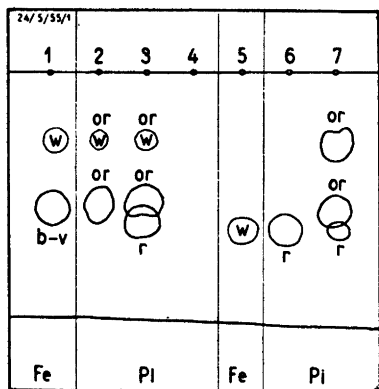 24/5/55/1
1 2 3 4 5 6 7
or or or
W W W
or or or
b-v r W r r
Fe Pl Fe Pi